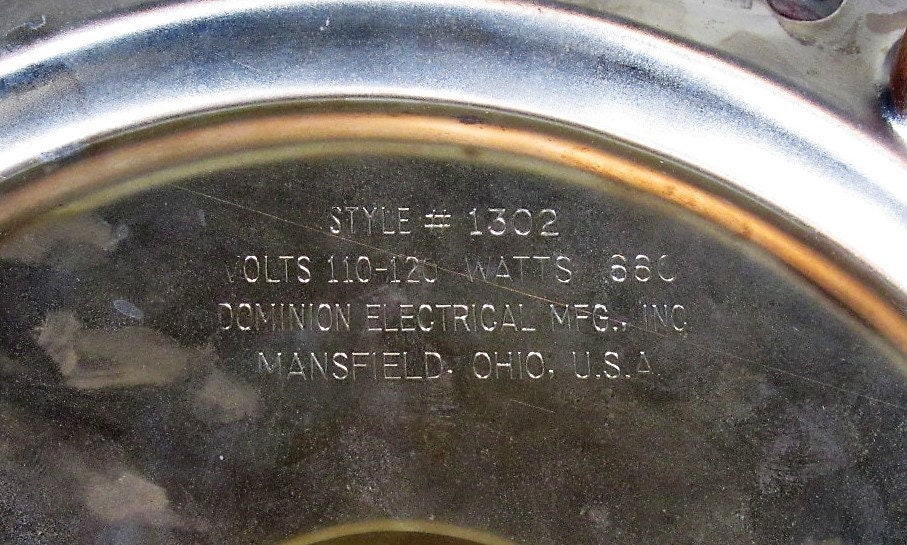 STYLE # 1302
VOLTS 110-120 WATTS 660
DOMINION ELECTRICAL MFG., INC
MANSFIELD, OHIO, U.S.A.